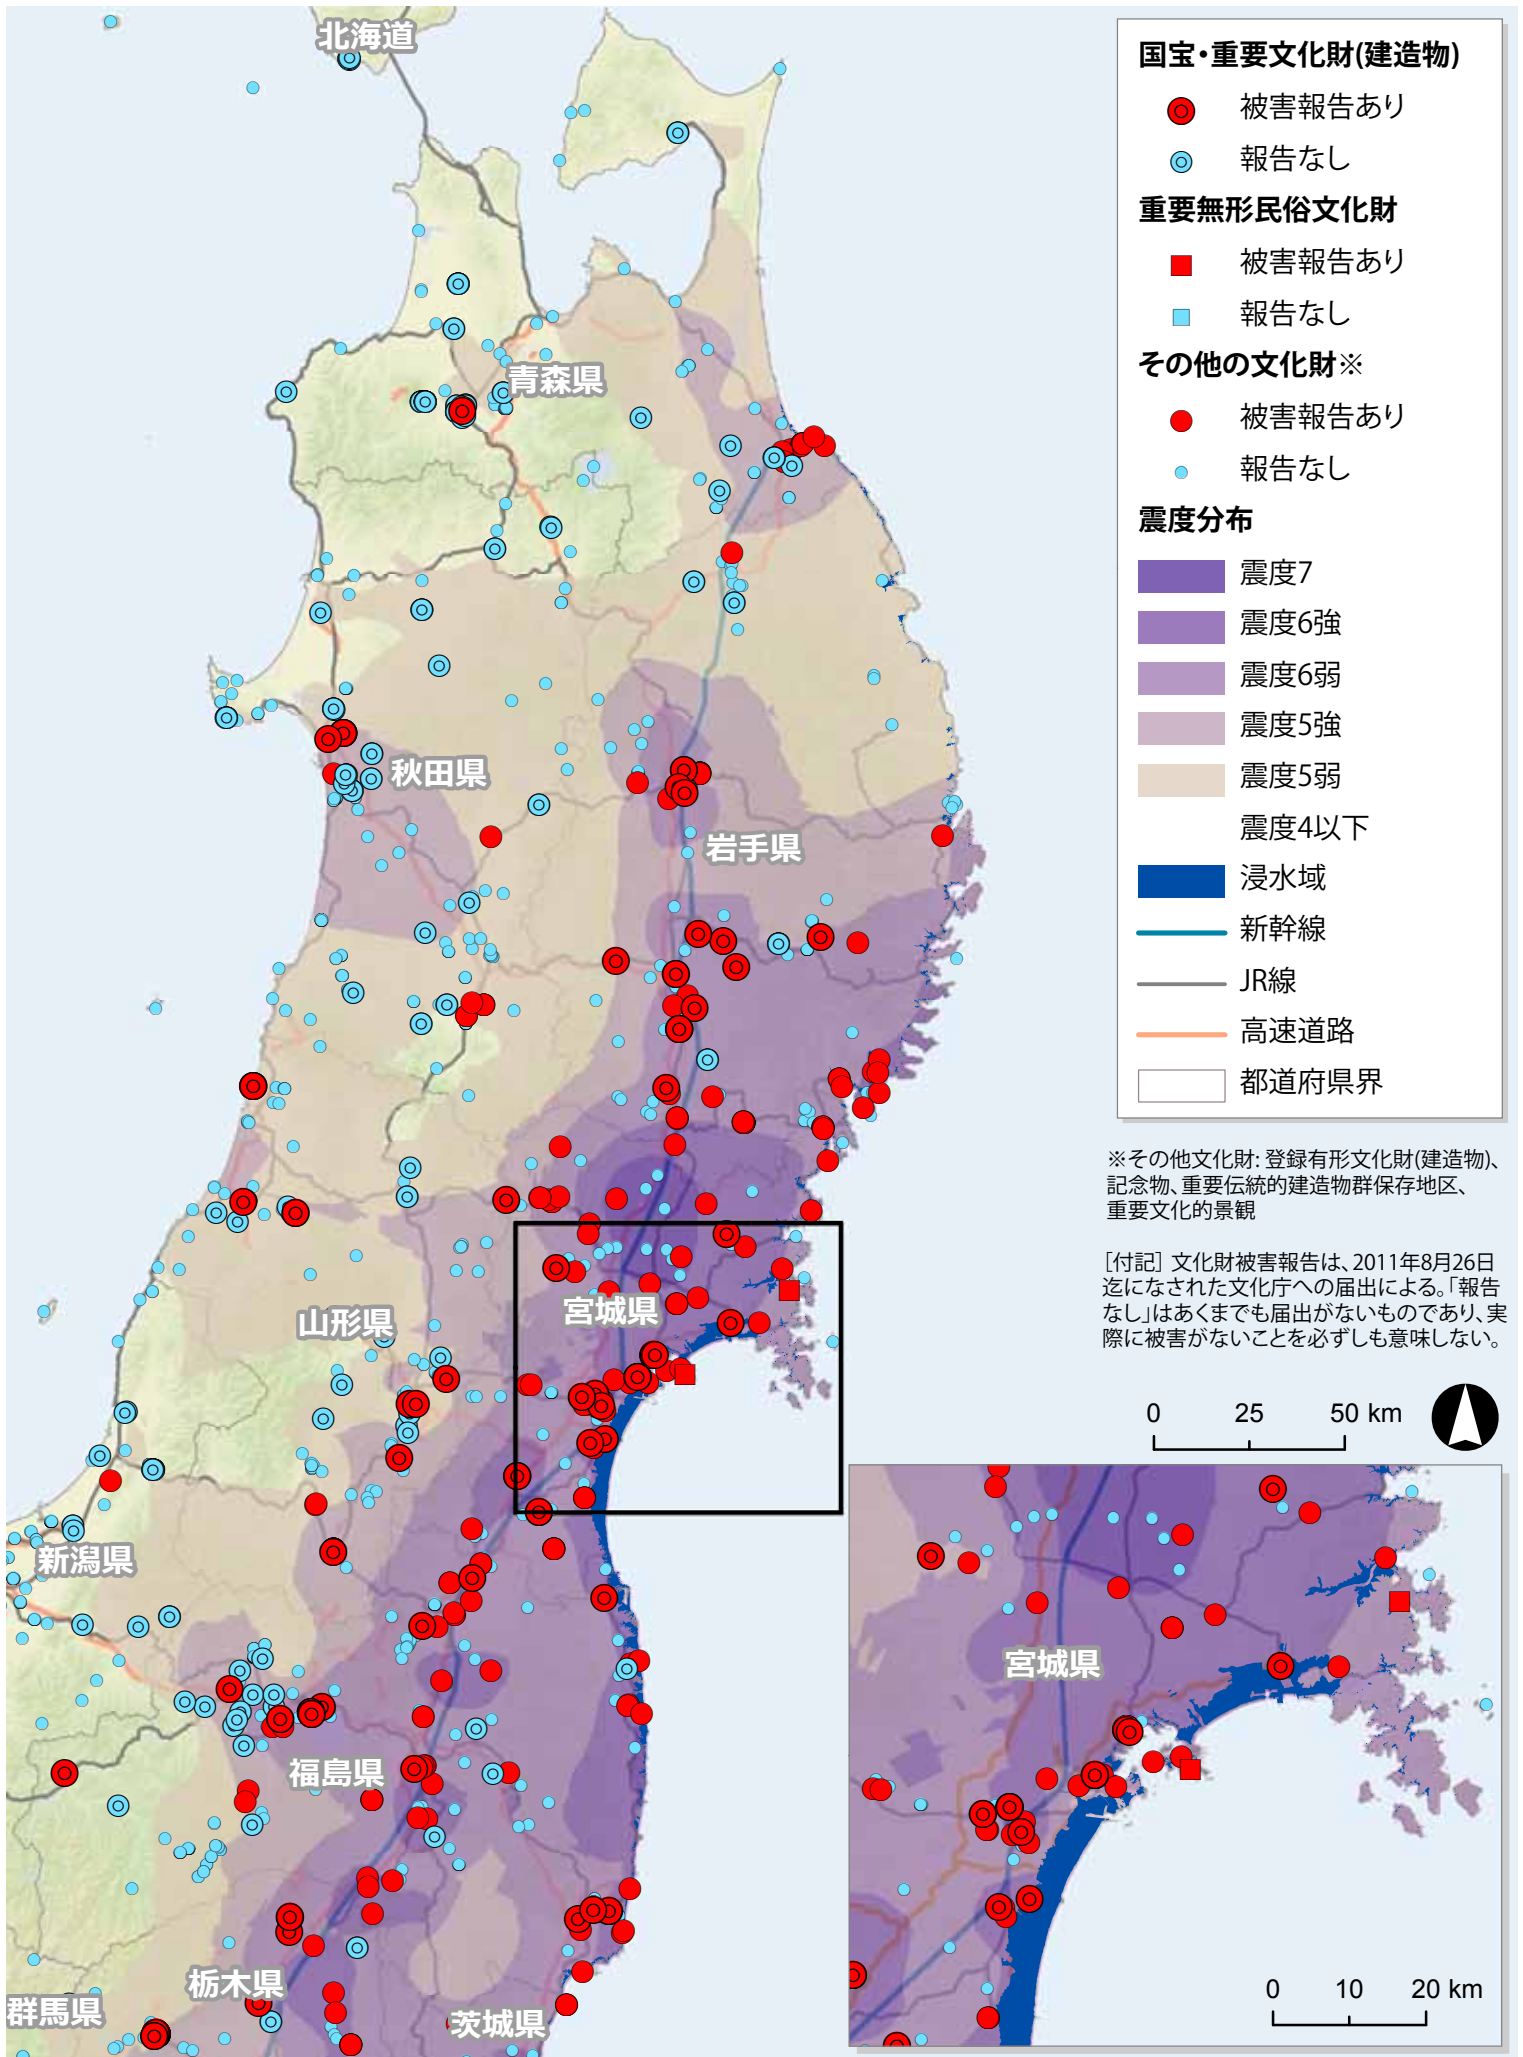 北海道
青森県
秋田県
岩手県
山形県
宮城県
新潟県
福島県
栃木県
群馬県
茨城県
国宝・重要文化財(建造物)
被害報告あり
報告なし
重要無形民俗文化財
被害報告あり
報告なし
その他の文化財※
被害報告あり
報告なし
震度分布
震度7
震度6強
震度6弱
震度5強
震度5弱
震度4以下
浸水域
新幹線
JR線
高速道路
都道府県界
※その他文化財: 登録有形文化財(建造物)、
記念物、重要伝統的建造物群保存地区、
重要文化的景観
［付記］文化財被害報告は、2011年8月26日
迄になされた文化庁への届出による。「報告
なし」はあくまでも届出がないものであり、実
際に被害がないことを必ずしも意味しない。
0 25 50 km
宮城県
0 10 20 km